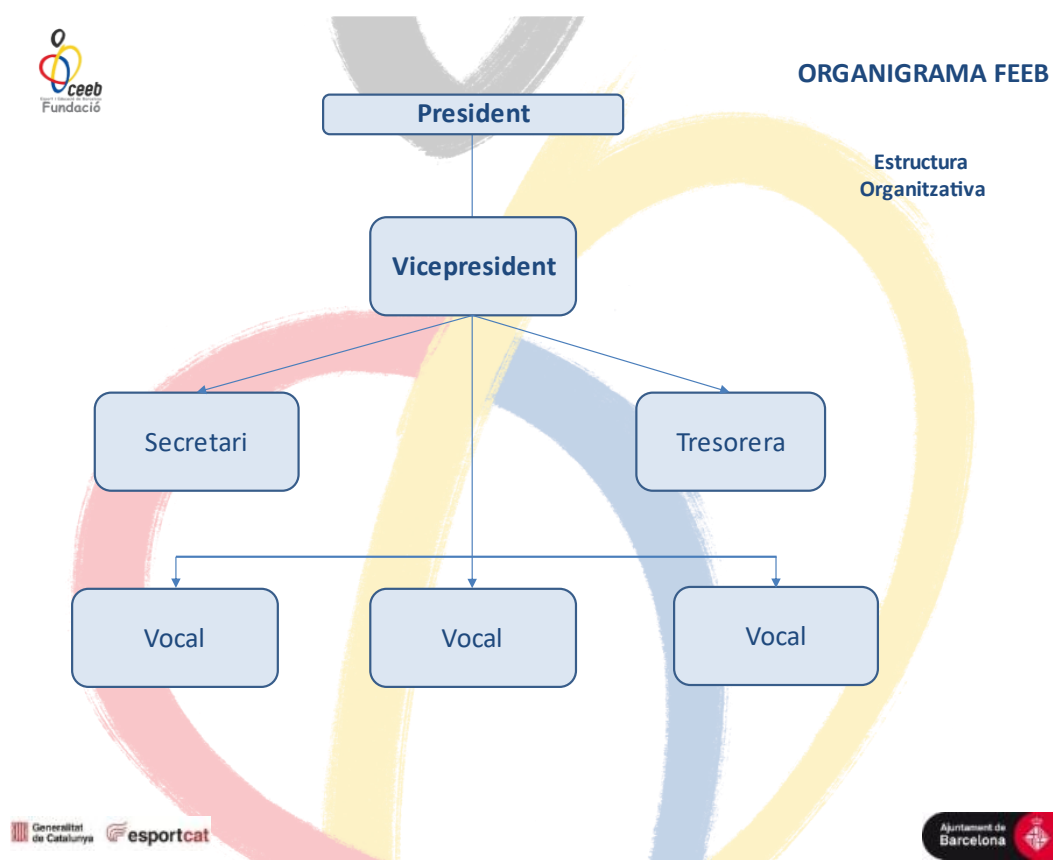 ceeb
Fundació
ORGANIGRAMA FEEB
President
Estructura
Organitzativa
Vicepresident
Secretari
Tresorera
Vocal
Vocal
Vocal
Generalitat
de Catalunya
esportcat
Ajuntament de
Barcelona